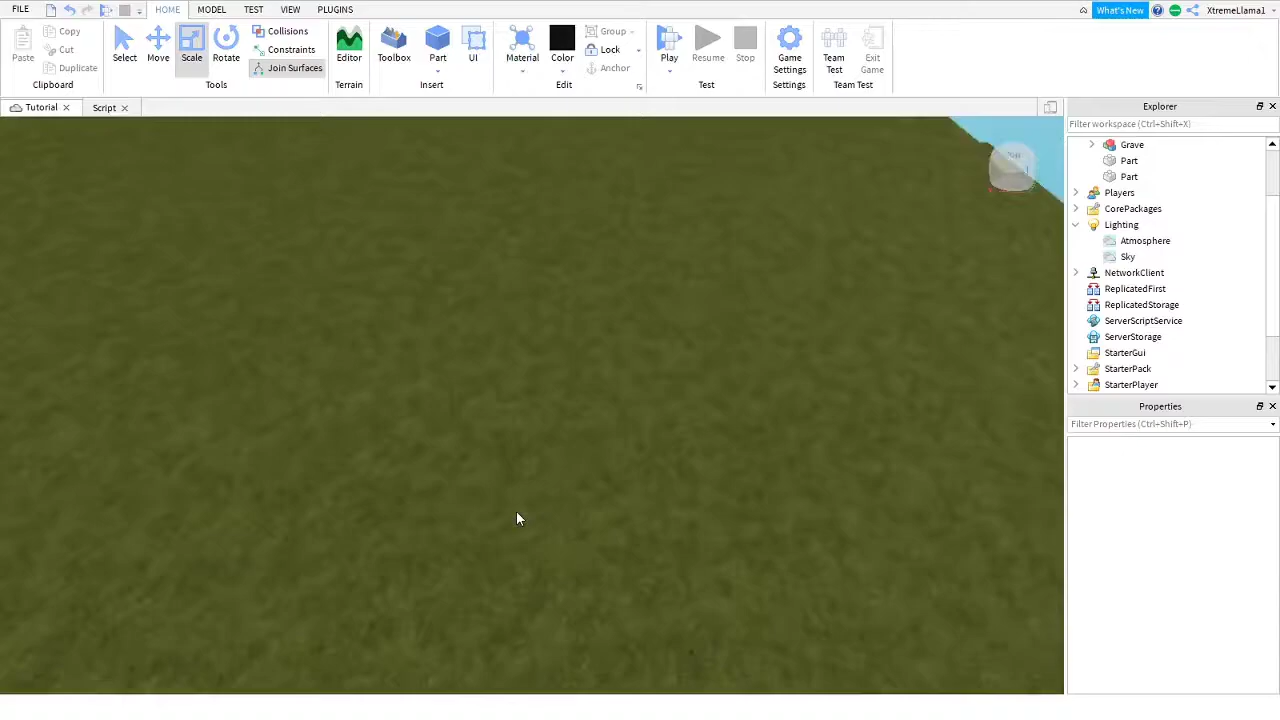 FILE HOME MODEL TEST VIEW PLUGINS What's New XtremeLlama1
Paste Copy Cut Duplicate Select Move Scale Rotate Collisions Constraints Join Surfaces Editor Toolbox Part UI Material Color Group Lock Anchor Play Resume Stop Game Settings Team Test Exit Game
Clipboard Tools Terrain Insert Edit Test Settings Team Test
Tutorial Script Explorer
Filter workspace (Ctrl+Shift+X)
Grave
Part
Part
Players
CorePackages
Lighting
Atmosphere
Sky
NetworkClient
ReplicatedFirst
ReplicatedStorage
ServerScriptService
ServerStorage
StarterGui
StarterPack
StarterPlayer
Properties
Filter Properties (Ctrl+Shift+P)